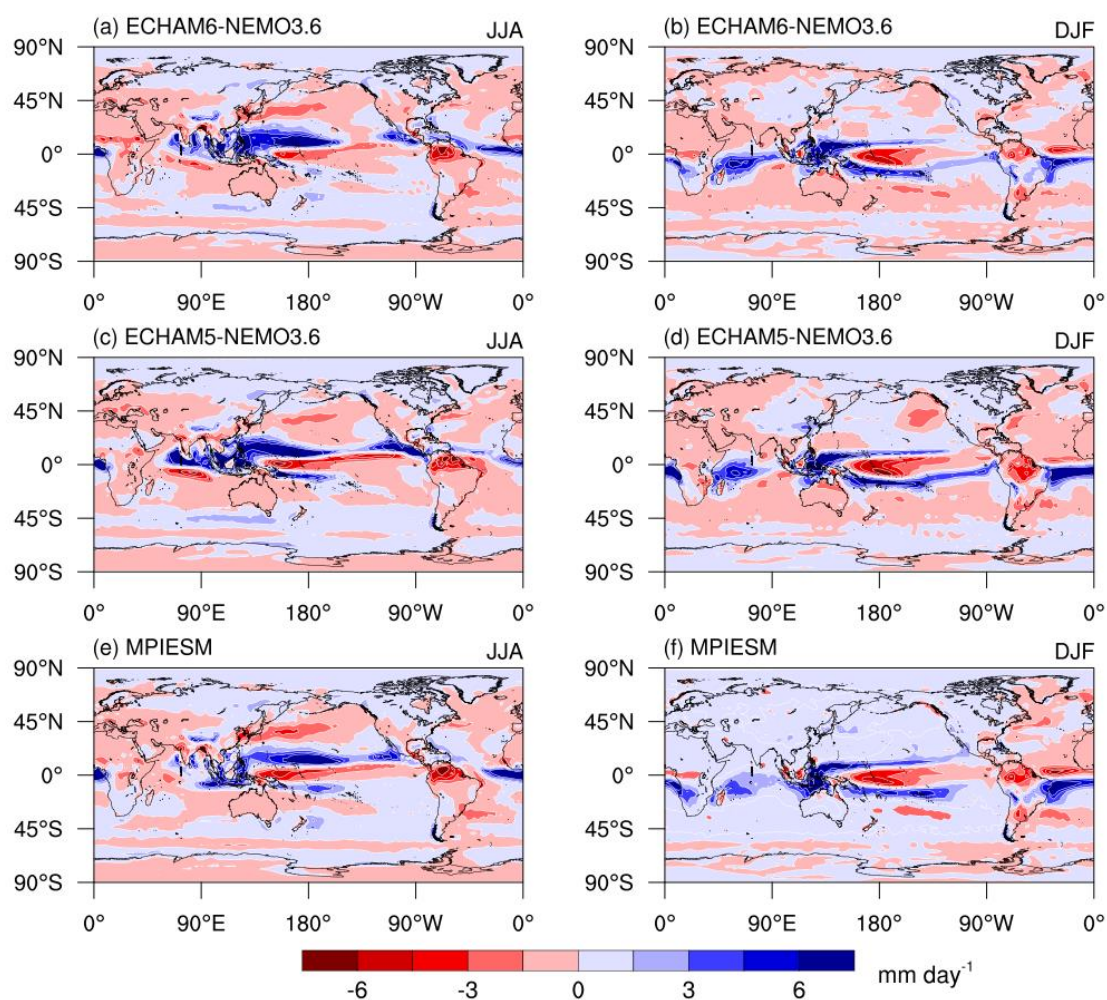 (a) ECHAM6-NEMO3.6 JJA
90°N
45°N
0°
45°S
90°S
0° 90°E 180° 90°W 0°
(b) ECHAM6-NEMO3.6 DJF
90°N
45°N
0°
45°S
90°S
0° 90°E 180° 90°W 0°
(c) ECHAM5-NEMO3.6 JJA
90°N
45°N
0°
45°S
90°S
0° 90°E 180° 90°W 0°
(d) ECHAM5-NEMO3.6 DJF
90°N
45°N
0°
45°S
90°S
0° 90°E 180° 90°W 0°
(e) MPIESM JJA
90°N
45°N
0°
45°S
90°S
0° 90°E 180° 90°W 0°
(f) MPIESM DJF
90°N
45°N
0°
45°S
90°S
0° 90°E 180° 90°W 0°
-6 -3 0 3 6 mm day⁻¹